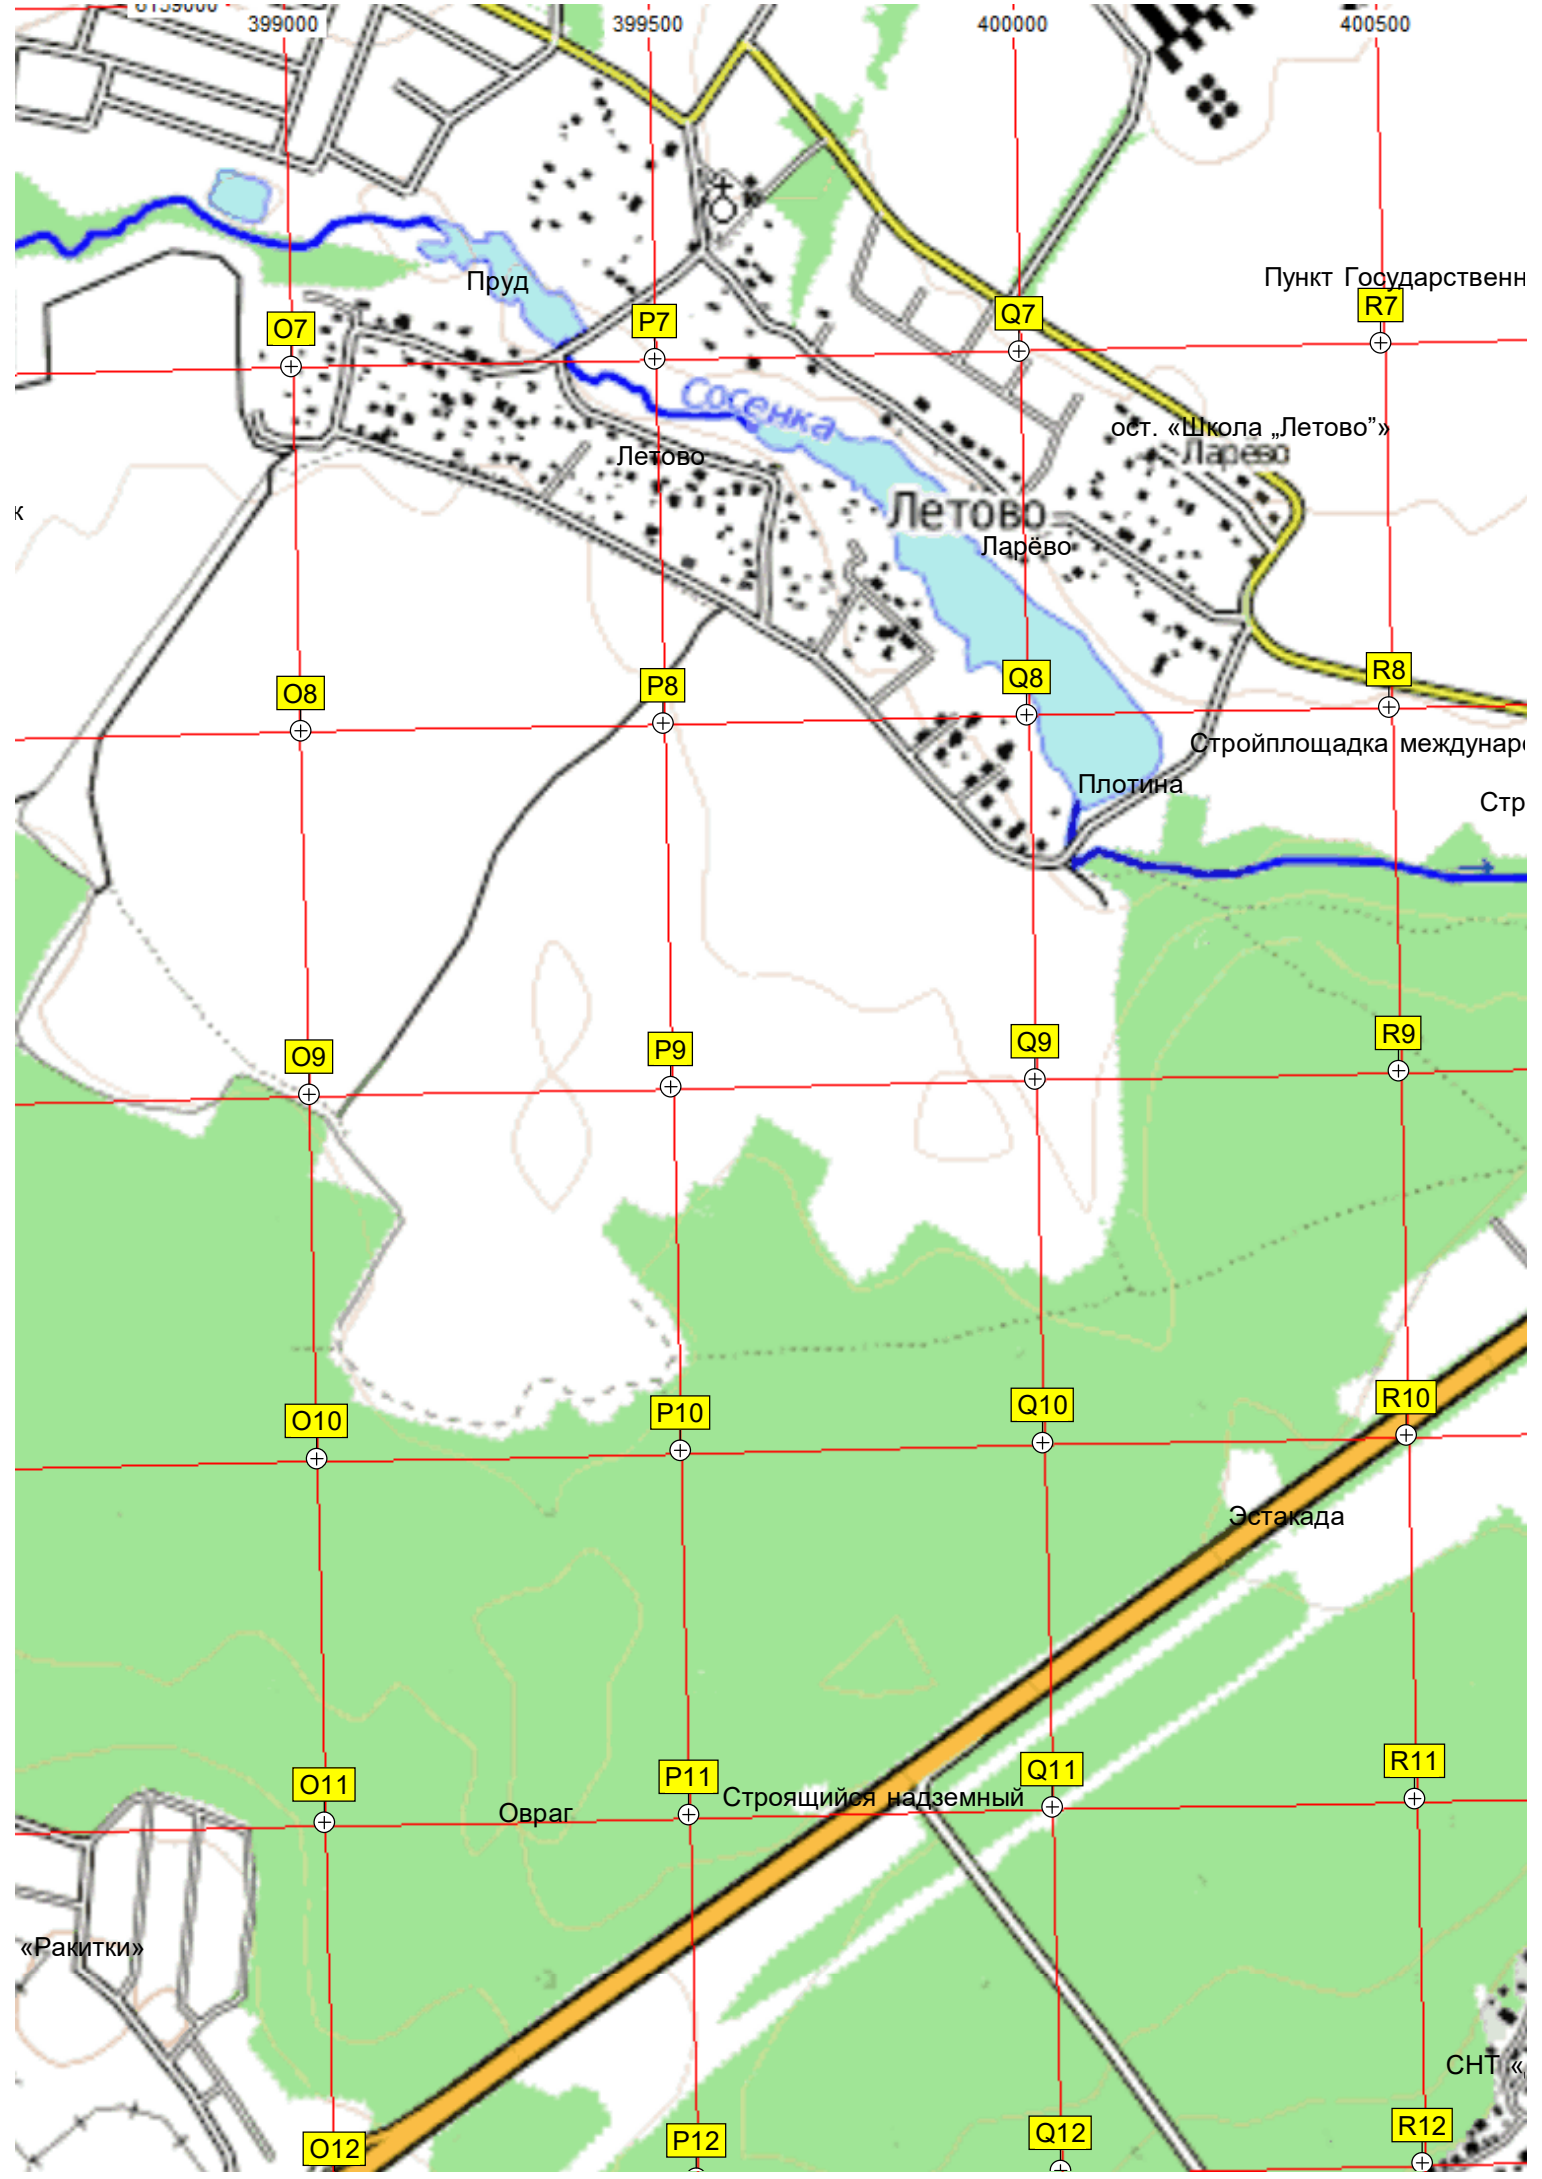 6159000
399000
399500
400000
400500
Пруд
Пункт Государственн
O7
P7
Q7
R7
Сосенка
ост. «Школа „Летово”»
Ларево
Летово
к
Летово
Ларёво
O8
P8
Q8
R8
Стройплощадка междунар
Плотина
Стр
O9
P9
Q9
R9
O10
P10
Q10
R10
Эстакада
O11
P11
Q11
R11
Овраг
Строящийся надземный
«Ракитки»
СНТ «
O12
P12
Q12
R12